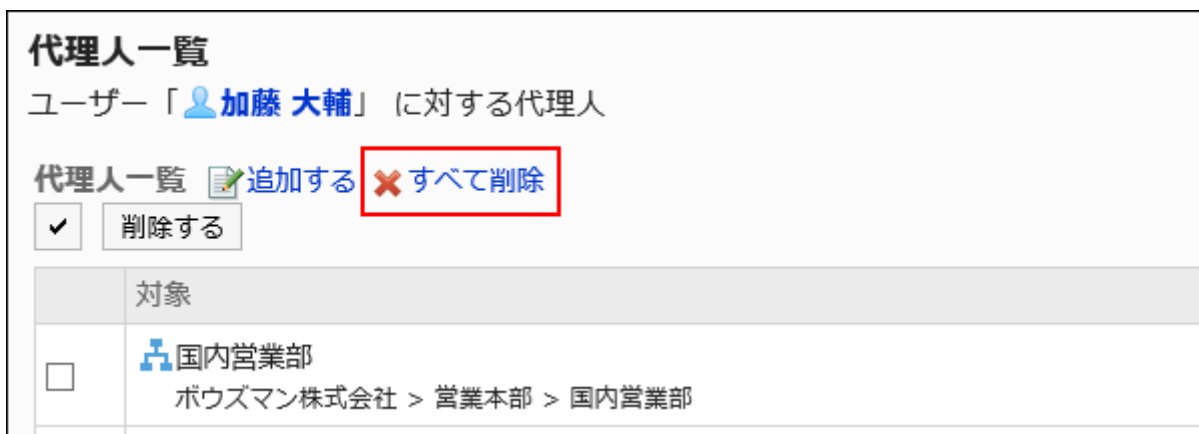 代理人一覧
ユーザー「加藤 大輔」 に対する代理人
代理人一覧 追加する すべて削除
削除する
対象
国内営業部
ボウズマン株式会社 > 営業本部 > 国内営業部